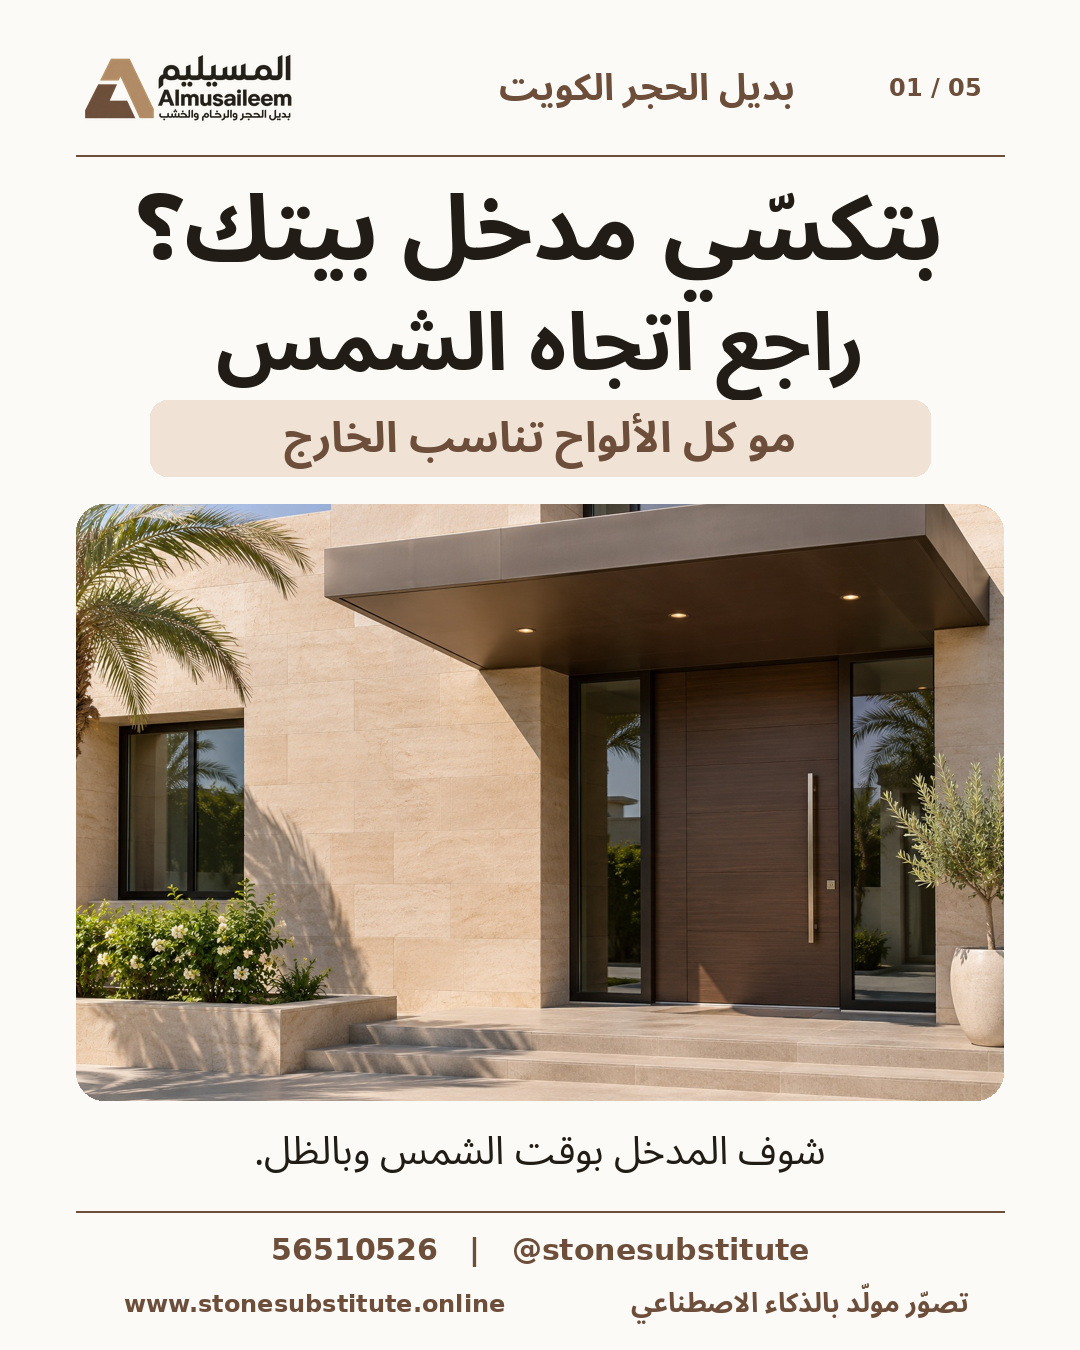 المسيليم
Almusaileem
بديل الحجر والرخام والخشب
بديل الحجر الكويت
01 / 05
بتكسّي مدخل بيتك؟
راجع اتجاه الشمس
مو كل الألواح تناسب الخارج
شوف المدخل بوقت الشمس وبالظل.
56510526 | @stonesubstitute
www.stonesubstitute.online
تصوّر مولّد بالذكاء الاصطناعي